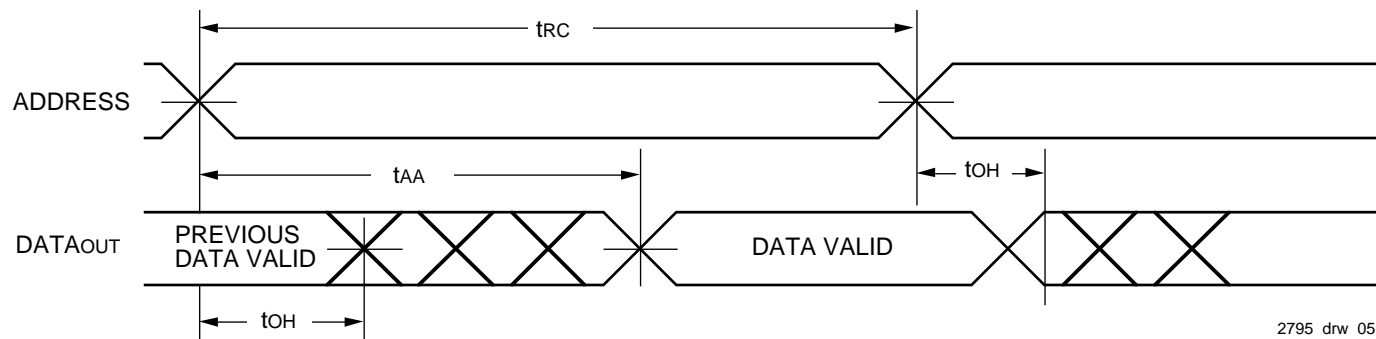 tRC
ADDRESS
tAA
tOH
DATAOUT
PREVIOUS
DATA VALID
DATA VALID
tOH
2795 drw 05